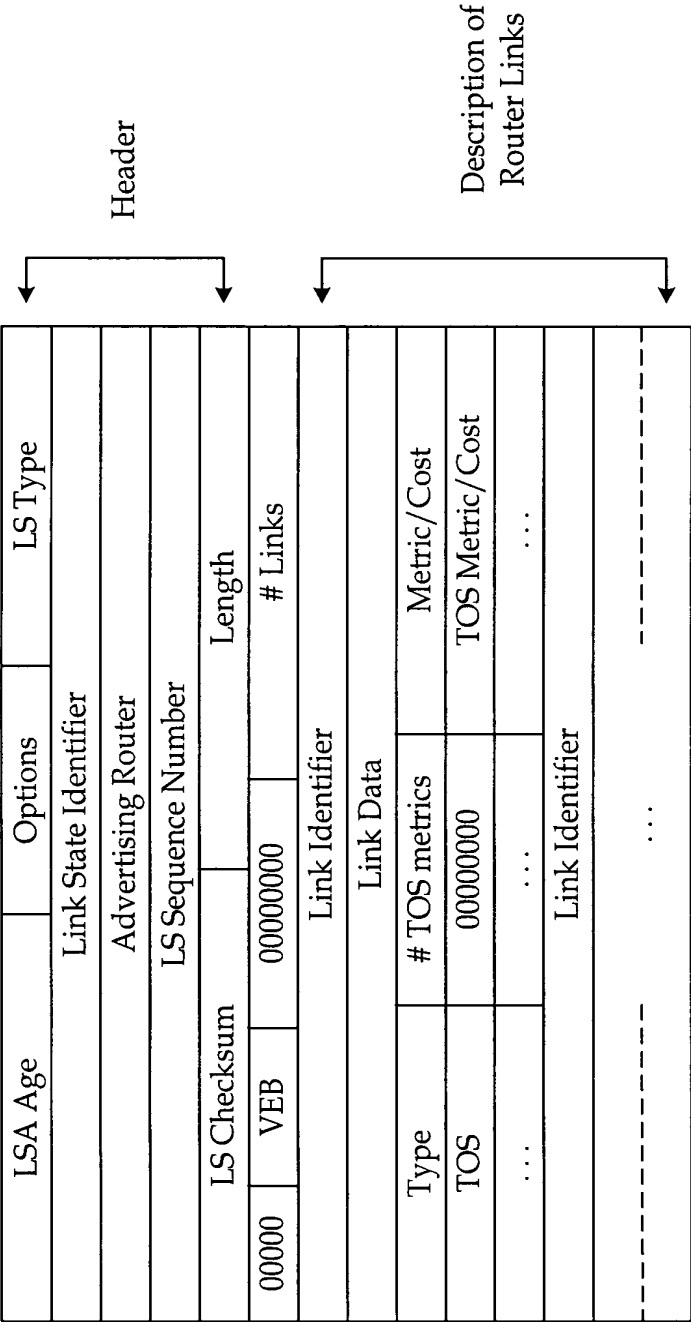 LSA Age Options LS Type
Link State Identifier
Advertising Router
LS Sequence Number
LS Checksum Length
00000 VEB 00000000 # Links
Link Identifier
Link Data
Type # TOS metrics Metric/Cost
TOS 00000000 TOS Metric/Cost
... ... ...
Link Identifier
...
Header
Description of
Router Links